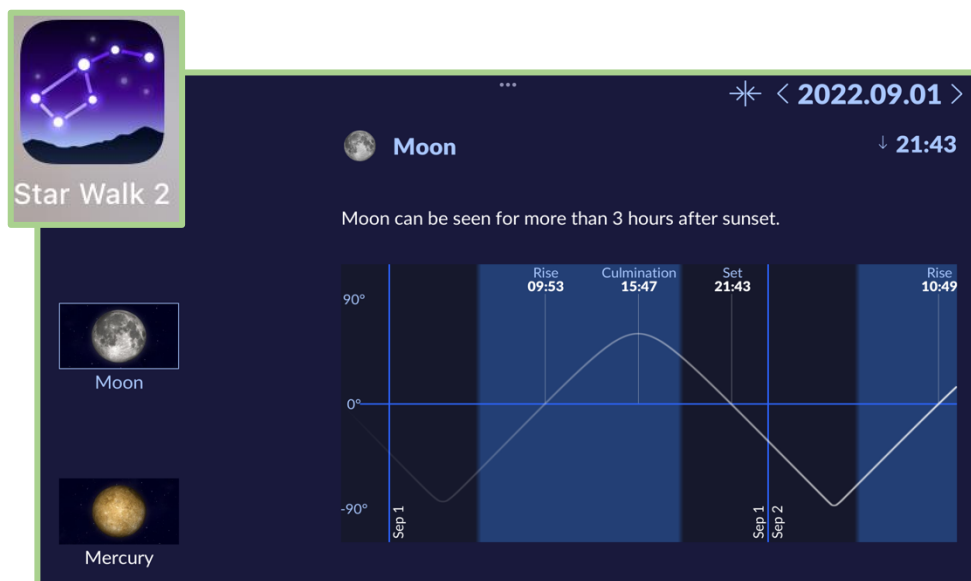 Star Walk 2
2022.09.01
Moon
21:43
Moon can be seen for more than 3 hours after sunset.
Rise Culmination Set Rise
09:53 15:47 21:43 10:49
90°
0°
-90°
Sep 1
Sep 1
Sep 2
Moon
Mercury